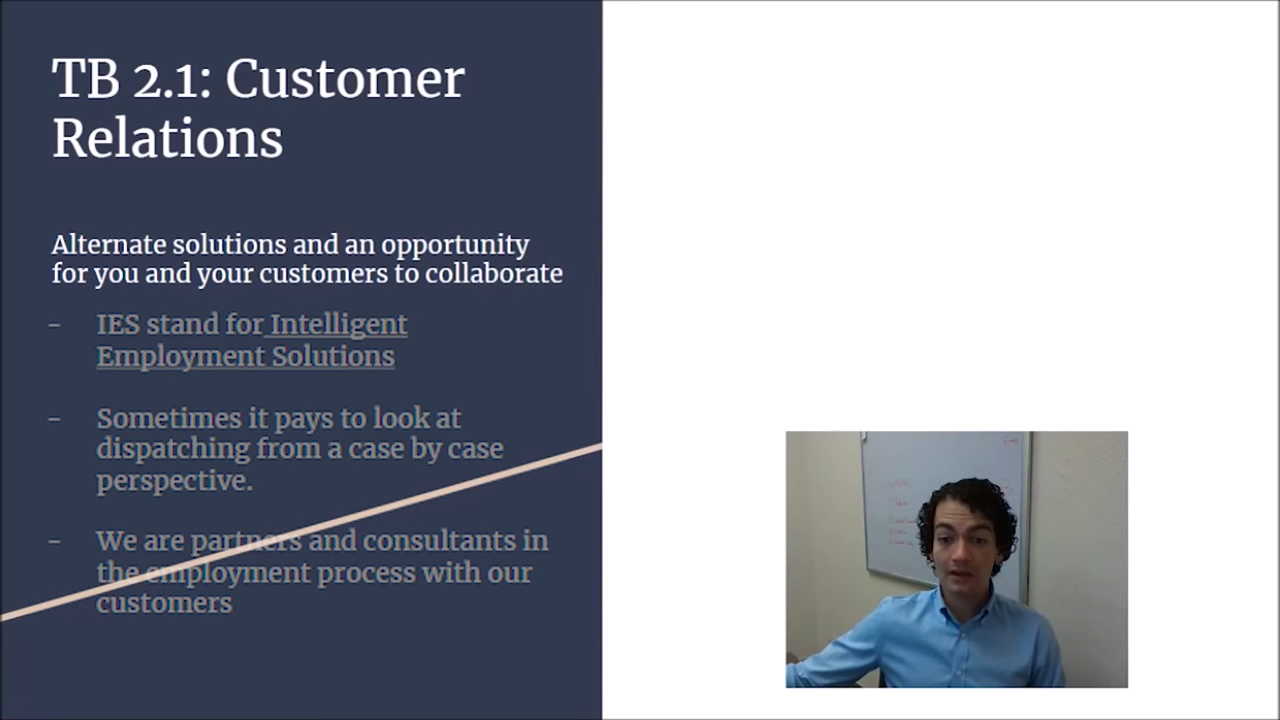 TB 2.1: Customer
Relations
Alternate solutions and an opportunity
for you and your customers to collaborate
- IES stand for Intelligent
Employment Solutions
- Sometimes it pays to look at
dispatching from a case by case
perspective.
- We are partners and consultants in
the employment process with our
customers